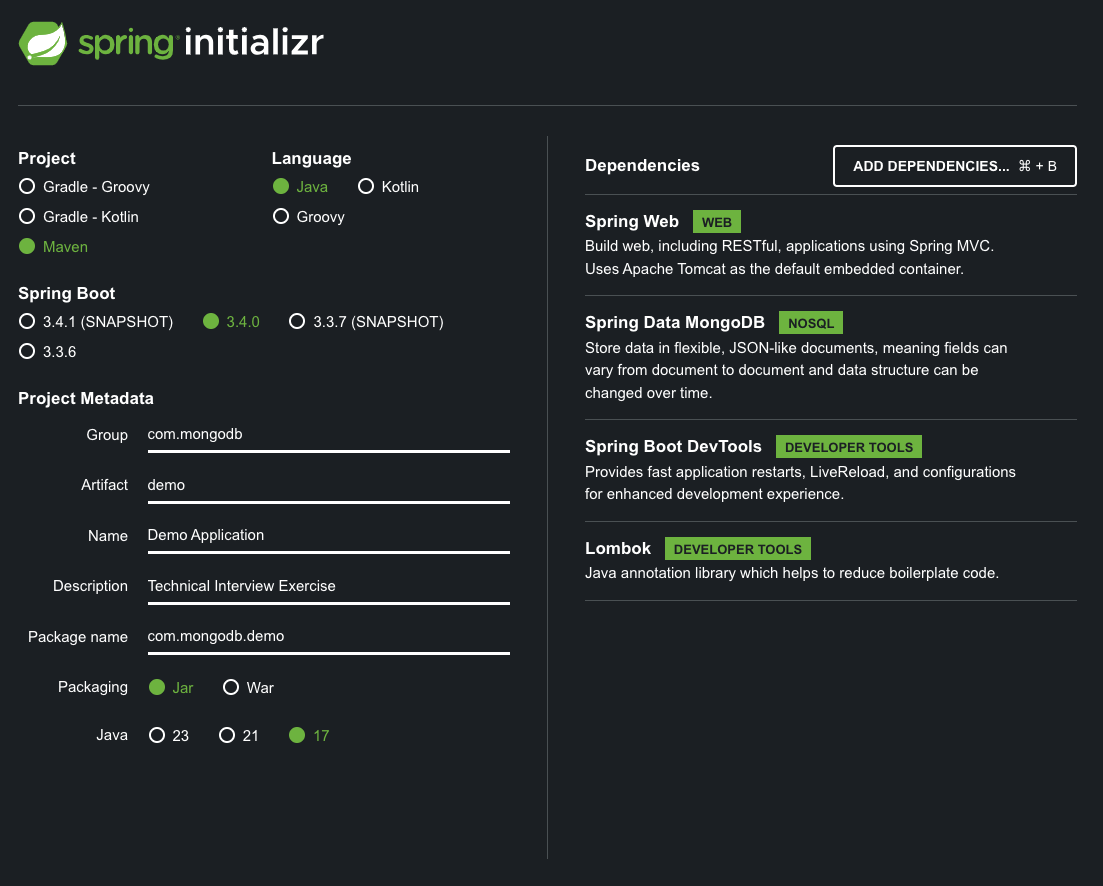 spring initializr
Project
Gradle - Groovy
Gradle - Kotlin
Maven
Language
Java Kotlin
Groovy
Spring Boot
3.4.1 (SNAPSHOT) 3.4.0 3.3.7 (SNAPSHOT)
3.3.6
Project Metadata
Group com.mongodb
Artifact demo
Name Demo Application
Description Technical Interview Exercise
Package name com.mongodb.demo
Packaging Jar War
Java 23 21 17
Dependencies ADD DEPENDENCIES... ⌘ + B
Spring Web WEB
Build web, including RESTful, applications using Spring MVC.
Uses Apache Tomcat as the default embedded container.
Spring Data MongoDB NOSQL
Store data in flexible, JSON-like documents, meaning fields can
vary from document to document and data structure can be
changed over time.
Spring Boot DevTools DEVELOPER TOOLS
Provides fast application restarts, LiveReload, and configurations
for enhanced development experience.
Lombok DEVELOPER TOOLS
Java annotation library which helps to reduce boilerplate code.